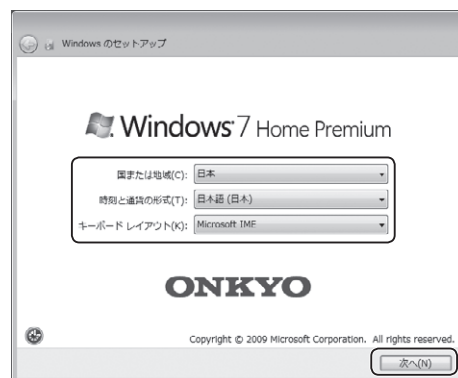 Windows のセットアップ
Windows 7 Home Premium
国または地域(C): 日本
時刻と通貨の形式(T): 日本語 (日本)
キーボード レイアウト(K): Microsoft IME
ONKYO
Copyright © 2009 Microsoft Corporation. All rights reserved.
次へ(N)